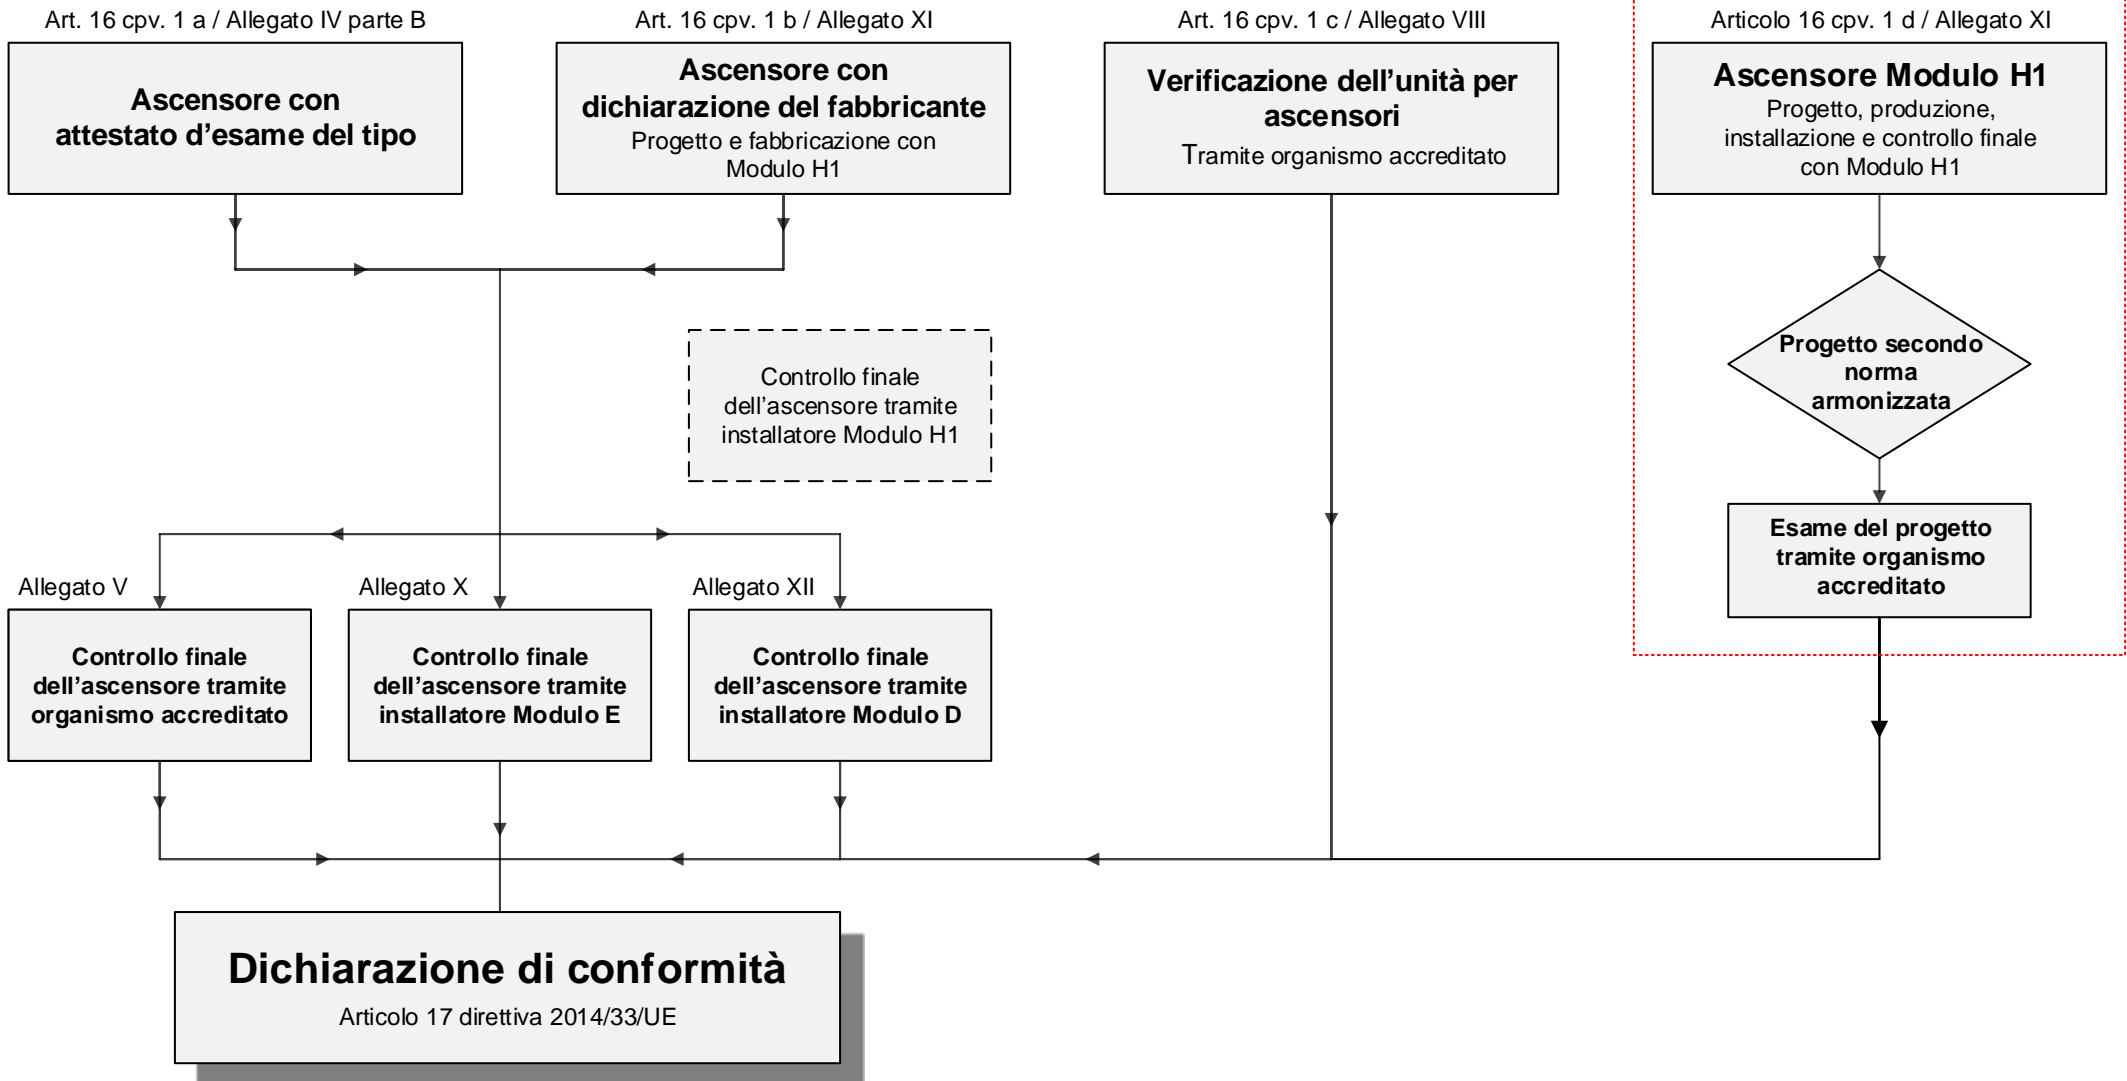 Art. 16 cpv. 1 a / Allegato IV parte B
Ascensore con
attestato d'esame del tipo
Art. 16 cpv. 1 b / Allegato XI
Ascensore con
dichiarazione del fabbricante
Progetto e fabbricazione con
Modulo H1
Art. 16 cpv. 1 c / Allegato VIII
Verificazione dell'unità per
ascensori
Tramite organismo accreditato
Articolo 16 cpv. 1 d / Allegato XI
Ascensore Modulo H1
Progetto, produzione,
installazione e controllo finale
con Modulo H1
Controllo finale
dell'ascensore tramite
installatore Modulo H1
Progetto secondo
norma
armonizzata
Esame del progetto
tramite organismo
accreditato
Allegato V
Controllo finale
dell'ascensore tramite
organismo accreditato
Allegato X
Controllo finale
dell'ascensore tramite
installatore Modulo E
Allegato XII
Controllo finale
dell'ascensore tramite
installatore Modulo D
Dichiarazione di conformità
Articolo 17 direttiva 2014/33/UE